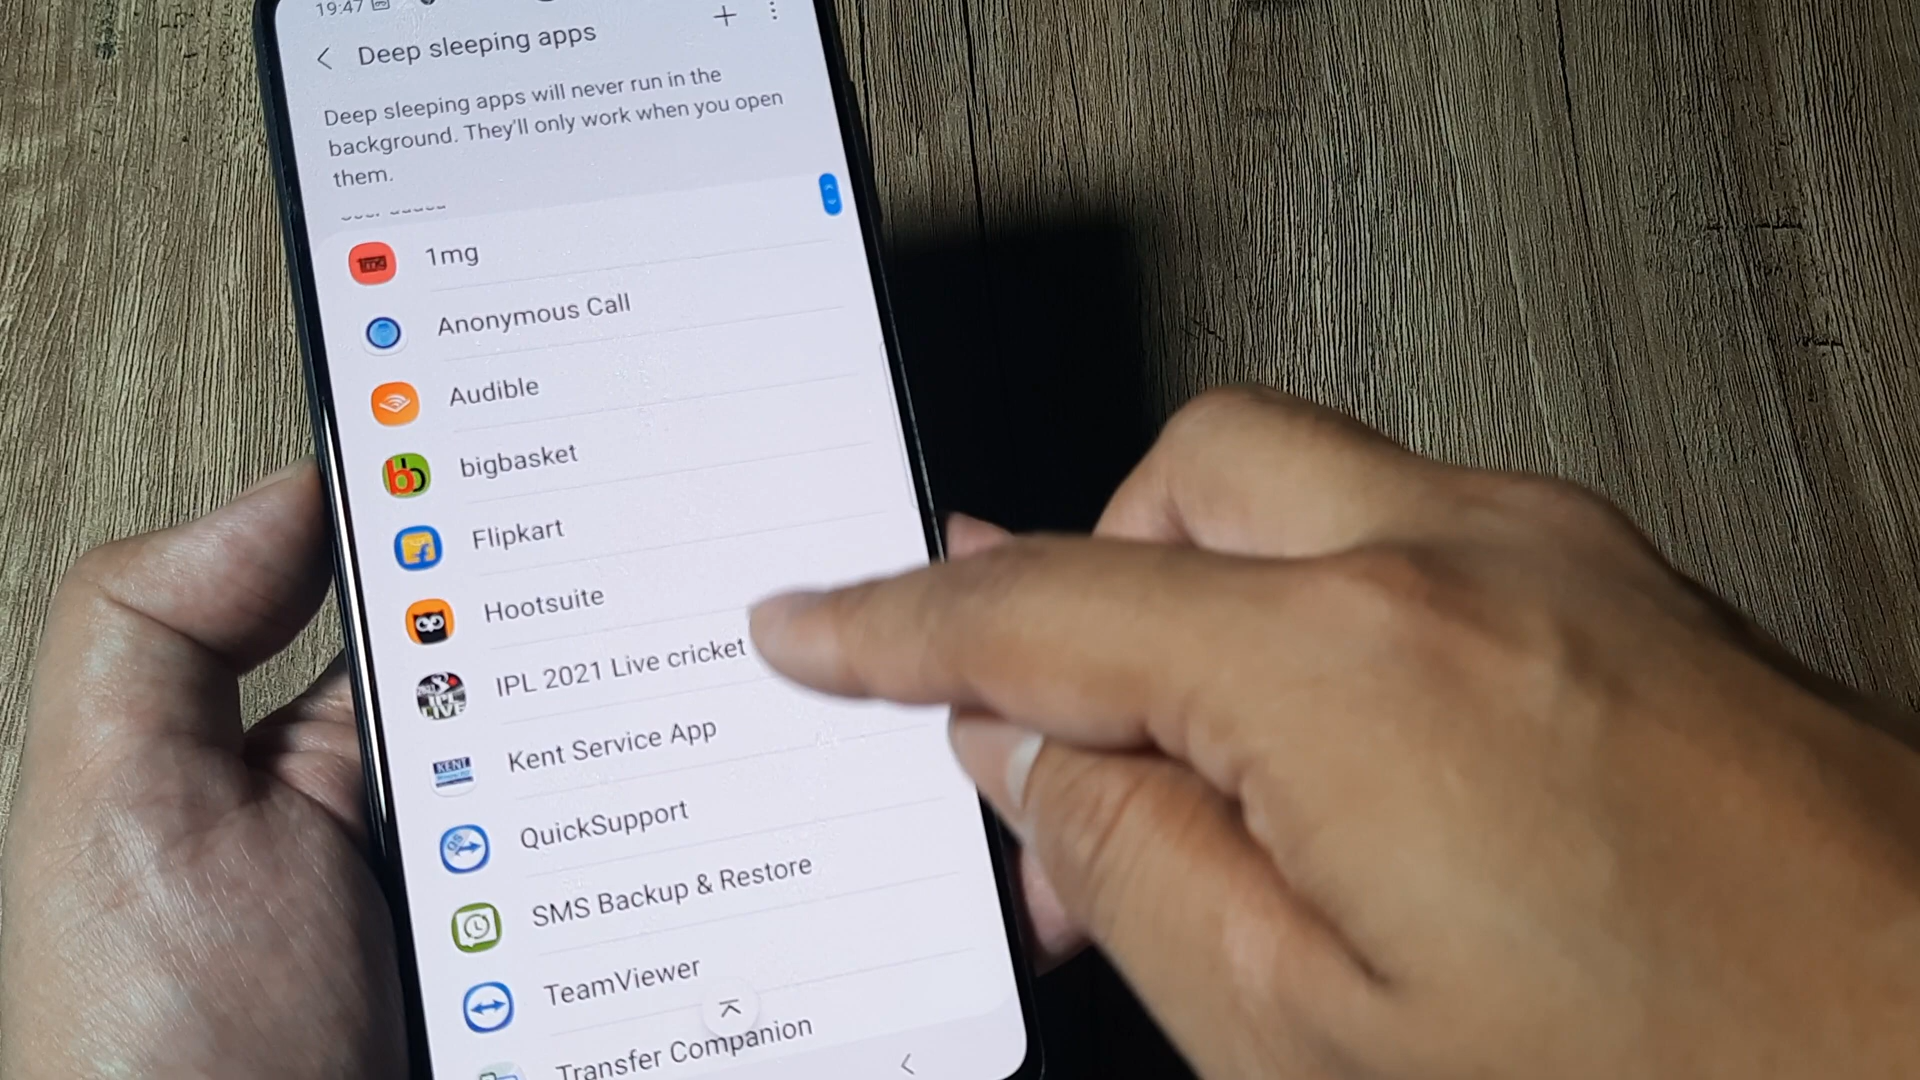 19:47
Deep sleeping apps
Deep sleeping apps will never run in the
background. They'll only work when you open
them.
1mg
Anonymous Call
Audible
bigbasket
Flipkart
Hootsuite
IPL 2021 Live cricket
Kent Service App
KENT
QuickSupport
SMS Backup & Restore
TeamViewer
Transfer Companion